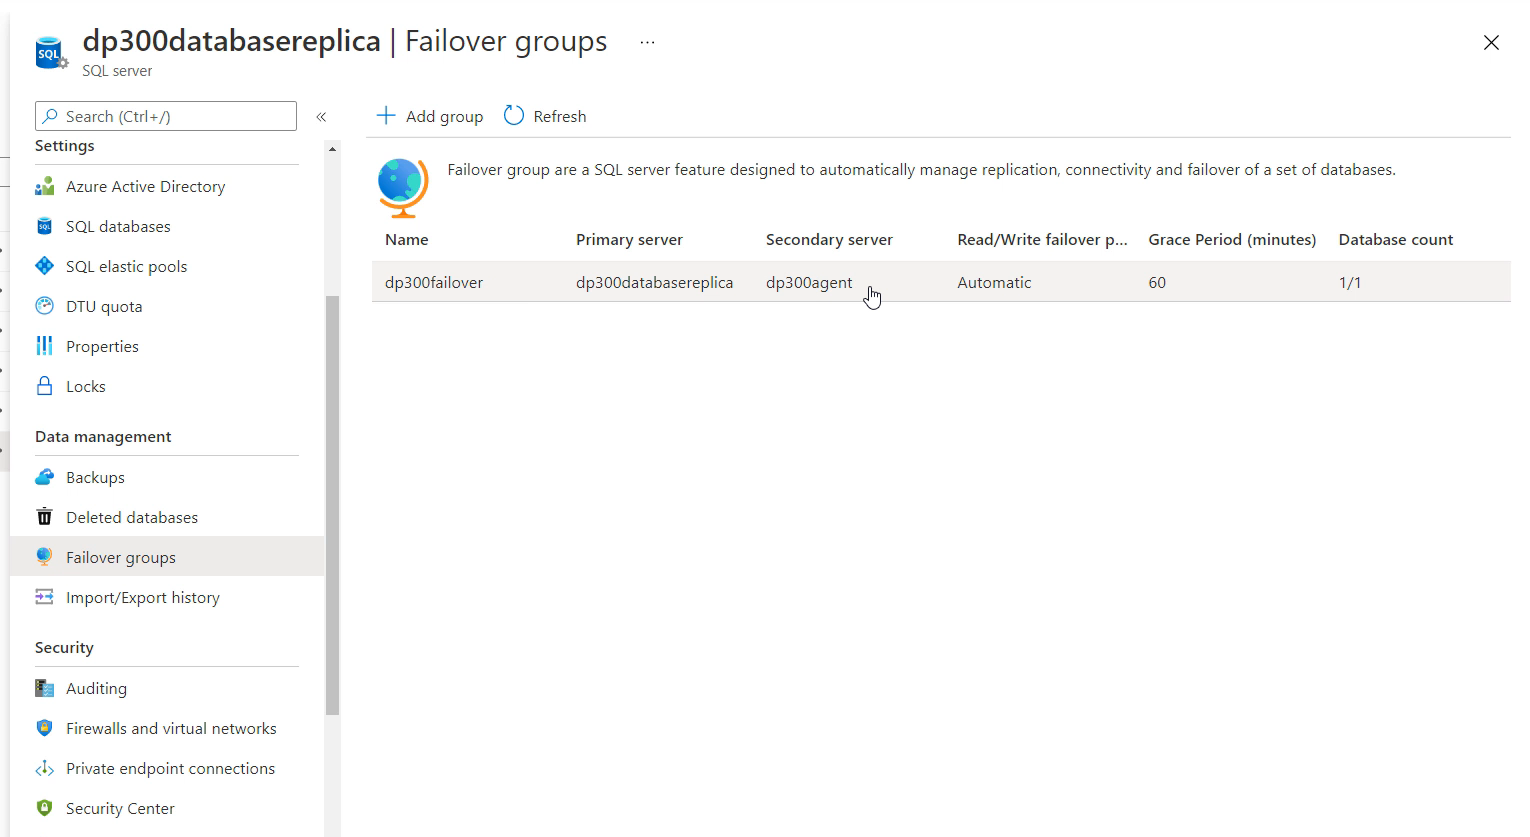 dp300databasereplica | Failover groups ...
SQL server
Search (Ctrl+/)
«
Settings
Azure Active Directory
SQL databases
SQL elastic pools
DTU quota
Properties
Locks
Data management
Backups
Deleted databases
Failover groups
Import/Export history
Security
Auditing
Firewalls and virtual networks
Private endpoint connections
Security Center
Add group Refresh
Failover group are a SQL server feature designed to automatically manage replication, connectivity and failover of a set of databases.
Name Primary server Secondary server Read/Write failover p... Grace Period (minutes) Database count
dp300failover dp300databasereplica dp300agent Automatic 60 1/1